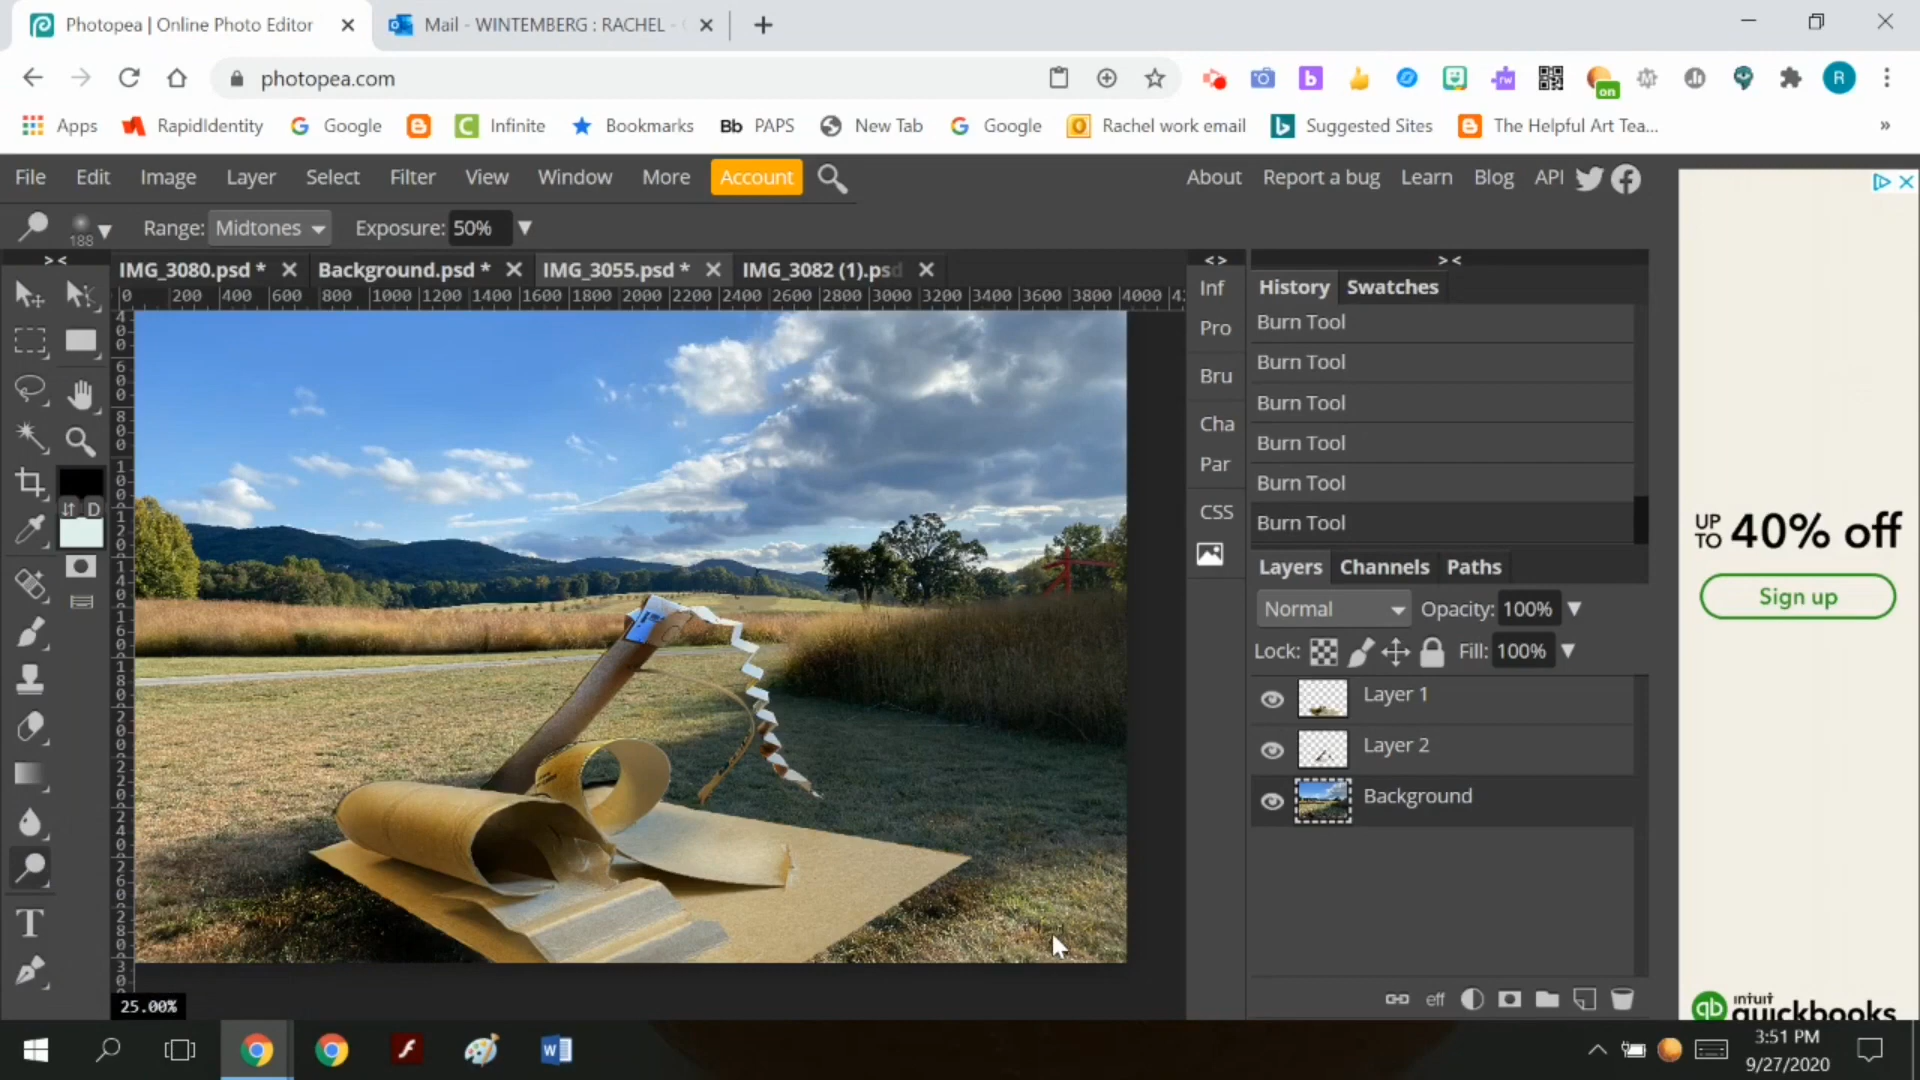 Photopea | Online Photo Editor
Mail - WINTEMBERG : RACHEL -
photopea.com
on
R
Apps
RapidIdentity
Google
Infinite
Bookmarks
Bb PAPS
New Tab
Google
Rachel work email
Suggested Sites
The Helpful Art Tea...
»
File Edit Image Layer Select Filter View Window More Account
About Report a bug Learn Blog API
188 Range: Midtones Exposure: 50%
IMG_3080.psd * Background.psd * IMG_3055.psd * IMG_3082 (1).psd
0 200 400 600 800 1000 1200 1400 1600 1800 2000 2200 2400 2600 2800 3000 3200 3400 3600 3800 4000
Inf
Pro
Bru
Cha
Par
CSS
History Swatches
Burn Tool
Burn Tool
Burn Tool
Burn Tool
Burn Tool
Burn Tool
Layers Channels Paths
Normal Opacity: 100%
Lock: Fill: 100%
Layer 1
Layer 2
Background
eff
D
T
25.00%
UP TO 40% off
Sign up
qb intuit quickbooks
W
3:51 PM
9/27/2020